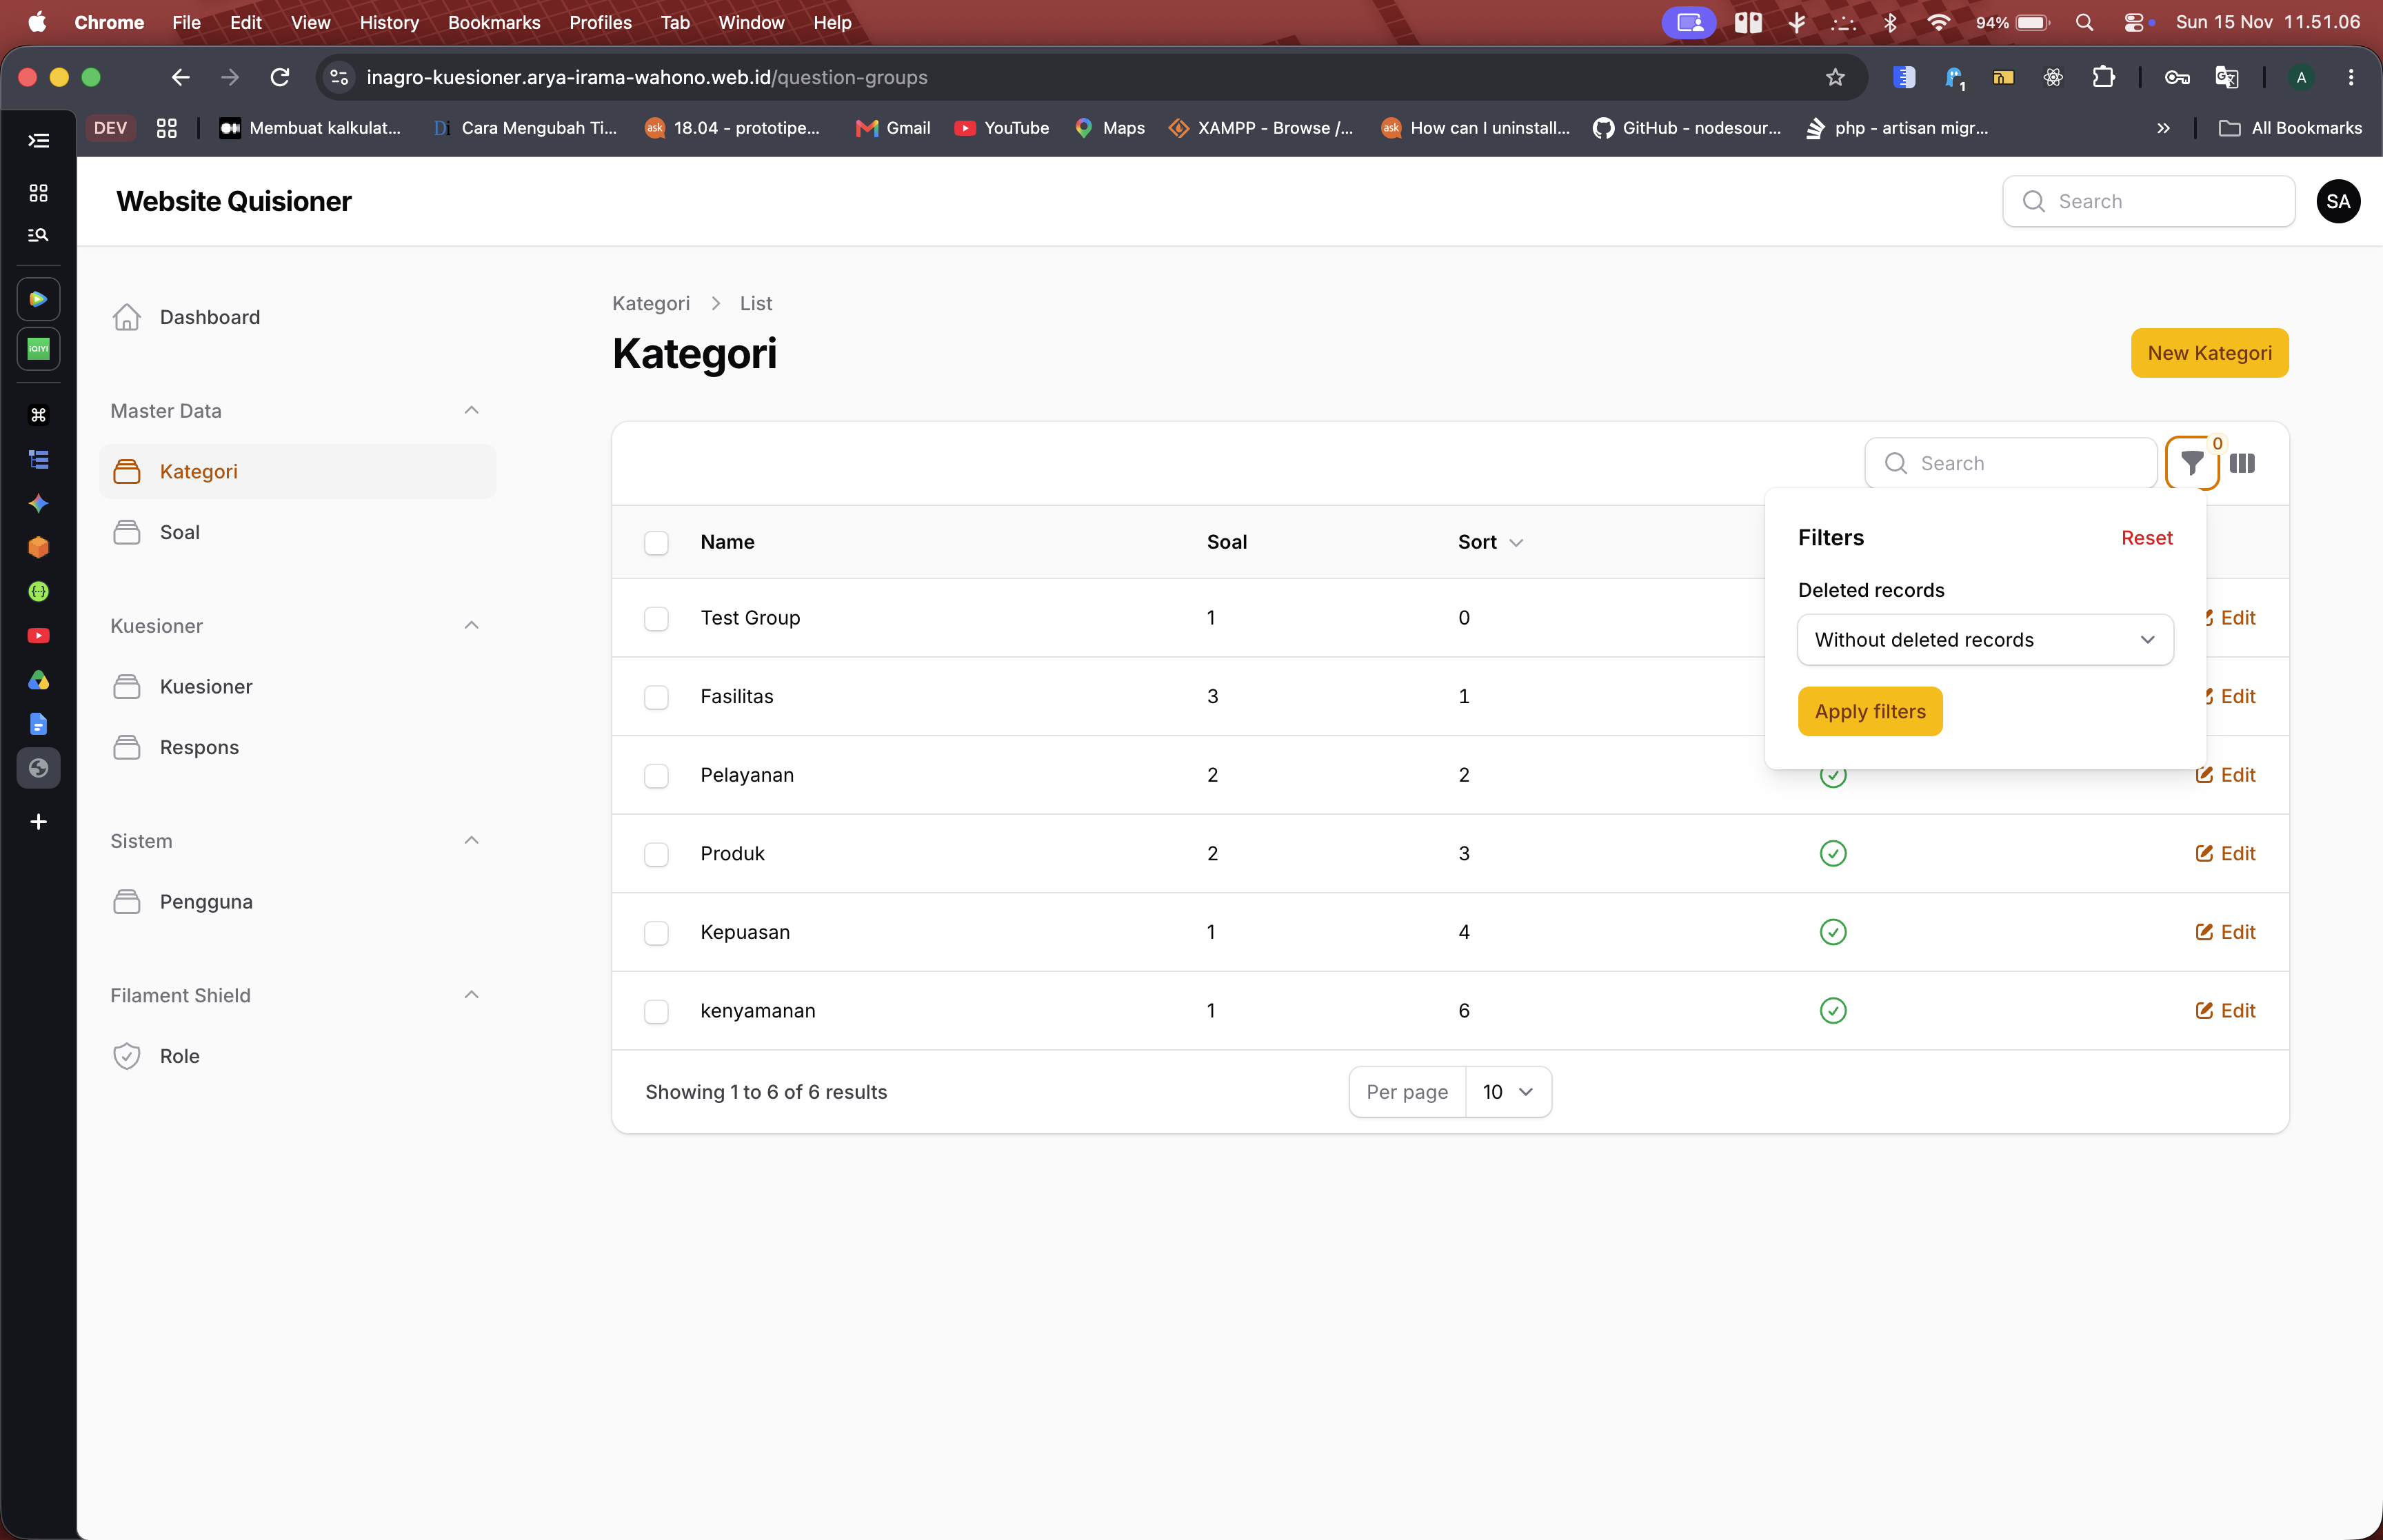 Chrome File Edit View History Bookmarks Profiles Tab Window Help 94% Sun 15 Nov 11.51.06
inagro-kuesioner.arya-irama-wahono.web.id/question-groups 1 A
DEV Membuat kalkulat... Di Cara Mengubah Ti... ask 18.04 - prototipe... Gmail YouTube Maps XAMPP - Browse /... ask How can I uninstall... GitHub - nodesour... php - artisan migr... » All Bookmarks
Website Quisioner Search SA
Dashboard
Master Data
Kategori
Soal
Kuesioner
Kuesioner
Respons
Sistem
Pengguna
Filament Shield
Role
iQIYI
Kategori > List
Kategori
New Kategori
Search 0
Name Soal Sort
Test Group 1 0 Edit
Fasilitas 3 1 Edit
Pelayanan 2 2 Edit
Produk 2 3 Edit
Kepuasan 1 4 Edit
kenyamanan 1 6 Edit
Showing 1 to 6 of 6 results Per page 10
Filters Reset
Deleted records
Without deleted records
Apply filters